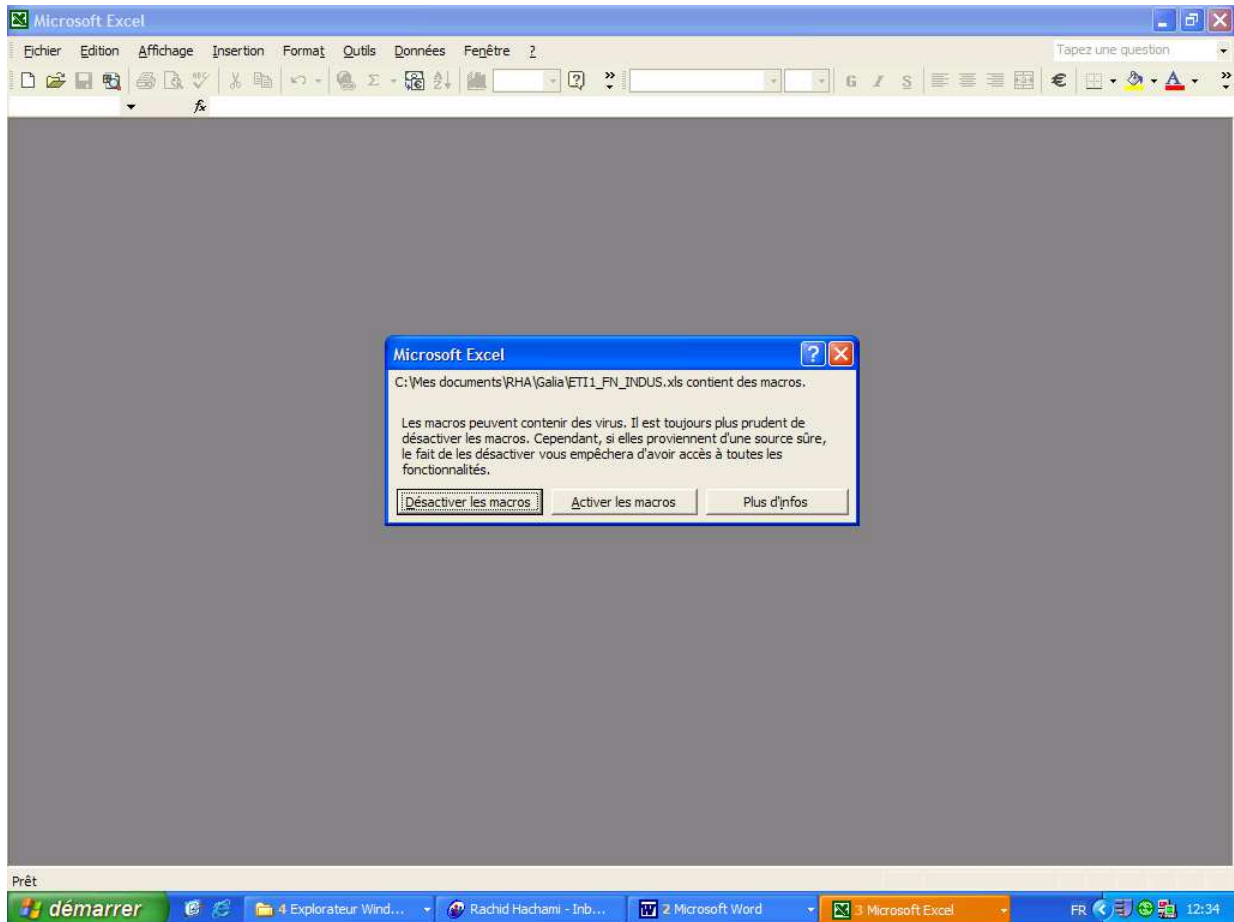 Microsoft Excel
Fichier Edition Affichage Insertion Format Outils Données Fenêtre ? Tapez une question
G I S €
fx
Microsoft Excel
C:\Mes documents\RHA\Galia\ETI1_FN_INDUS.xls contient des macros.
Les macros peuvent contenir des virus. Il est toujours plus prudent de
désactiver les macros. Cependant, si elles proviennent d'une source sûre,
le fait de les désactiver vous empêchera d'avoir accès à toutes les
fonctionnalités.
Désactiver les macros Activer les macros Plus d'infos
Prêt
démarrer 4 Explorateur Wind... Rachid Hachami - Inb... 2 Microsoft Word 3 Microsoft Excel FR 12:34